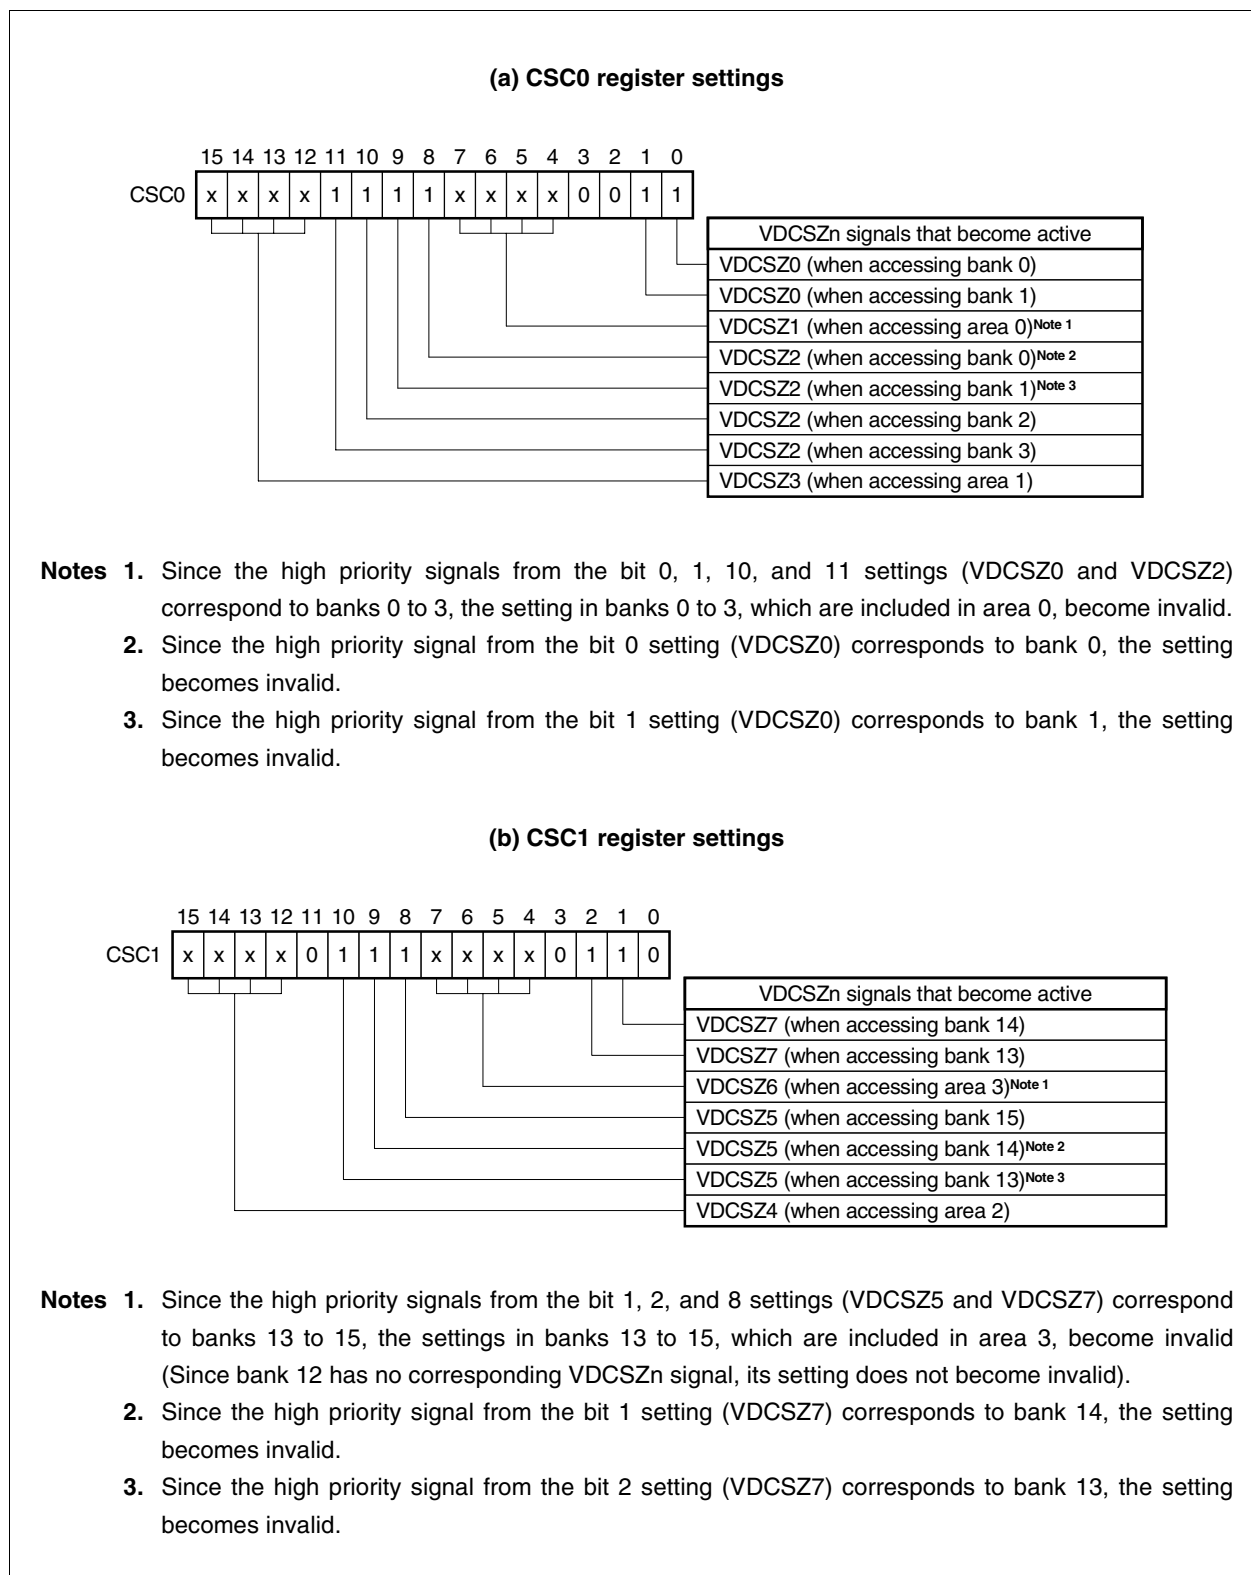 (a) CSC0 register settings
15 14 13 12 11 10 9 8 7 6 5 4 3 2 1 0
CSC0 x x x x 1 1 1 1 x x x x 0 0 1 1
VDCSZn signals that become active
VDCSZ0 (when accessing bank 0)
VDCSZ0 (when accessing bank 1)
VDCSZ1 (when accessing area 0)Note 1
VDCSZ2 (when accessing bank 0)Note 2
VDCSZ2 (when accessing bank 1)Note 3
VDCSZ2 (when accessing bank 2)
VDCSZ2 (when accessing bank 3)
VDCSZ3 (when accessing area 1)
Notes 1. Since the high priority signals from the bit 0, 1, 10, and 11 settings (VDCSZ0 and VDCSZ2)
correspond to banks 0 to 3, the setting in banks 0 to 3, which are included in area 0, become invalid.
2. Since the high priority signal from the bit 0 setting (VDCSZ0) corresponds to bank 0, the setting
becomes invalid.
3. Since the high priority signal from the bit 1 setting (VDCSZ0) corresponds to bank 1, the setting
becomes invalid.
(b) CSC1 register settings
15 14 13 12 11 10 9 8 7 6 5 4 3 2 1 0
CSC1 x x x x 0 1 1 1 x x x x 0 1 1 0
VDCSZn signals that become active
VDCSZ7 (when accessing bank 14)
VDCSZ7 (when accessing bank 13)
VDCSZ6 (when accessing area 3)Note 1
VDCSZ5 (when accessing bank 15)
VDCSZ5 (when accessing bank 14)Note 2
VDCSZ5 (when accessing bank 13)Note 3
VDCSZ4 (when accessing area 2)
Notes 1. Since the high priority signals from the bit 1, 2, and 8 settings (VDCSZ5 and VDCSZ7) correspond
to banks 13 to 15, the settings in banks 13 to 15, which are included in area 3, become invalid
(Since bank 12 has no corresponding VDCSZn signal, its setting does not become invalid).
2. Since the high priority signal from the bit 1 setting (VDCSZ7) corresponds to bank 14, the setting
becomes invalid.
3. Since the high priority signal from the bit 2 setting (VDCSZ7) corresponds to bank 13, the setting
becomes invalid.